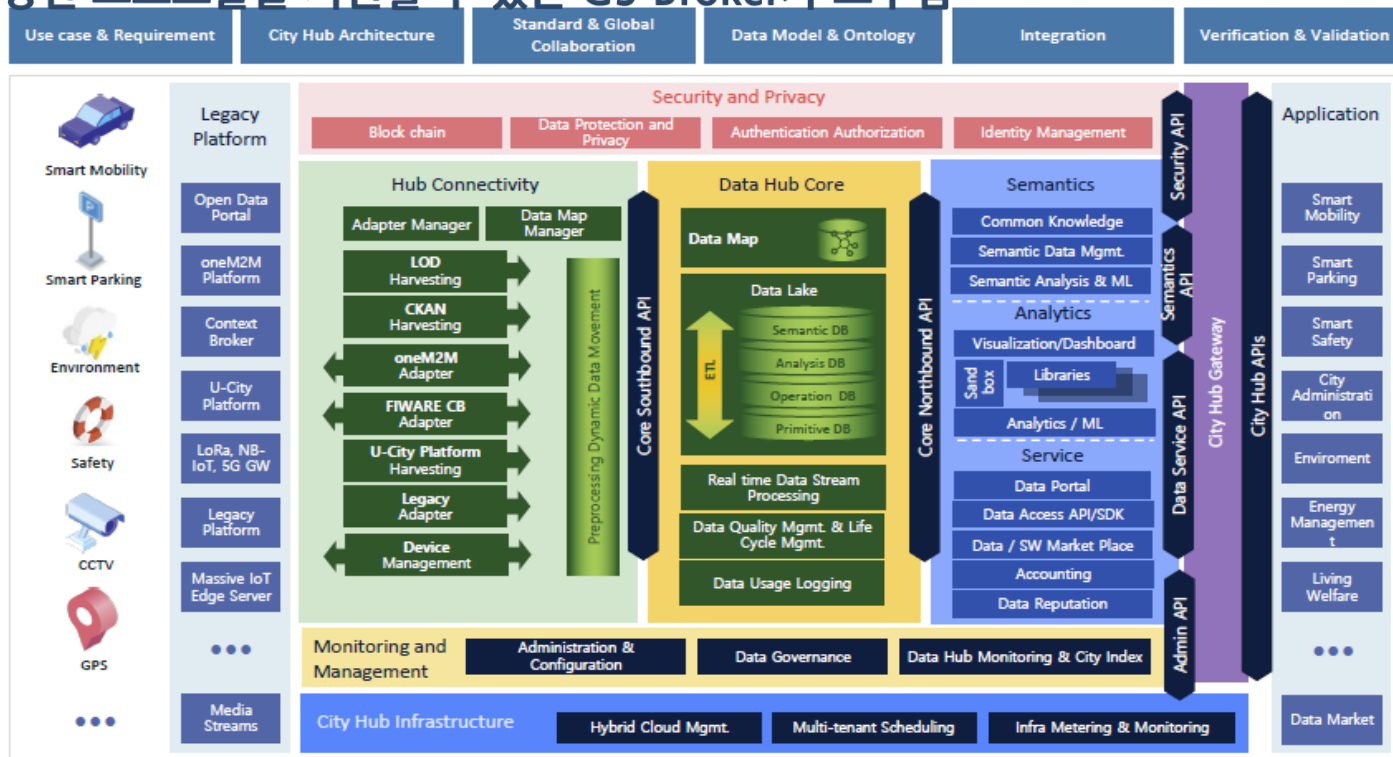 있는 G5 Broker가
Use case & Requirement
City Hub Architecture
Standard & Global
Collaboration
Data Model & Ontology
Integration
Verification & Validation
Smart Mobility
Smart Parking
Environment
Safety
CCTV
GPS
•••
Legacy
Platform
Open Data
Portal
oneM2M
Platform
Context
Broker
U-City
Platform
LoRa, NB-
IoT, 5G GW
Legacy
Platform
Massive IoT
Edge Server
•••
Media
Streams
Security and Privacy
Block chain
Data Protection and
Privacy
Authentication Authorization
Identity Management
Hub Connectivity
Adapter Manager
Data Map
Manager
LOD
Harvesting
CKAN
Harvesting
oneM2M
Adapter
FIWARE CB
Adapter
U-City Platform
Harvesting
Legacy
Adapter
Device
Management
Preprocessing Dynamic Data Movement
Core Southbound API
Data Hub Core
Data Map
Data Lake
ETL
Semantic DB
Analysis DB
Operation DB
Primitive DB
Real time Data Stream
Processing
Data Quality Mgmt. & Life
Cycle Mgmt.
Data Usage Logging
Core Northbound API
Semantics
Common Knowledge
Semantic Data Mgmt.
Semantic Analysis & ML
Analytics
Visualization/Dashboard
Sand
box
Libraries
Analytics / ML
Service
Data Portal
Data Access API/SDK
Data / SW Market Place
Accounting
Data Reputation
Security API
Semantics
API
Data Service API
Admin API
City Hub Gateway
City Hub APIs
Monitoring and
Management
Administration &
Configuration
Data Governance
Data Hub Monitoring & City Index
City Hub Infrastructure
Hybrid Cloud Mgmt.
Multi-tenant Scheduling
Infra Metering & Monitoring
Application
Smart
Mobility
Smart
Parking
Smart
Safety
City
Administrati
on
Enviroment
Energy
Managemen
t
Living
Welfare
•••
Data Market